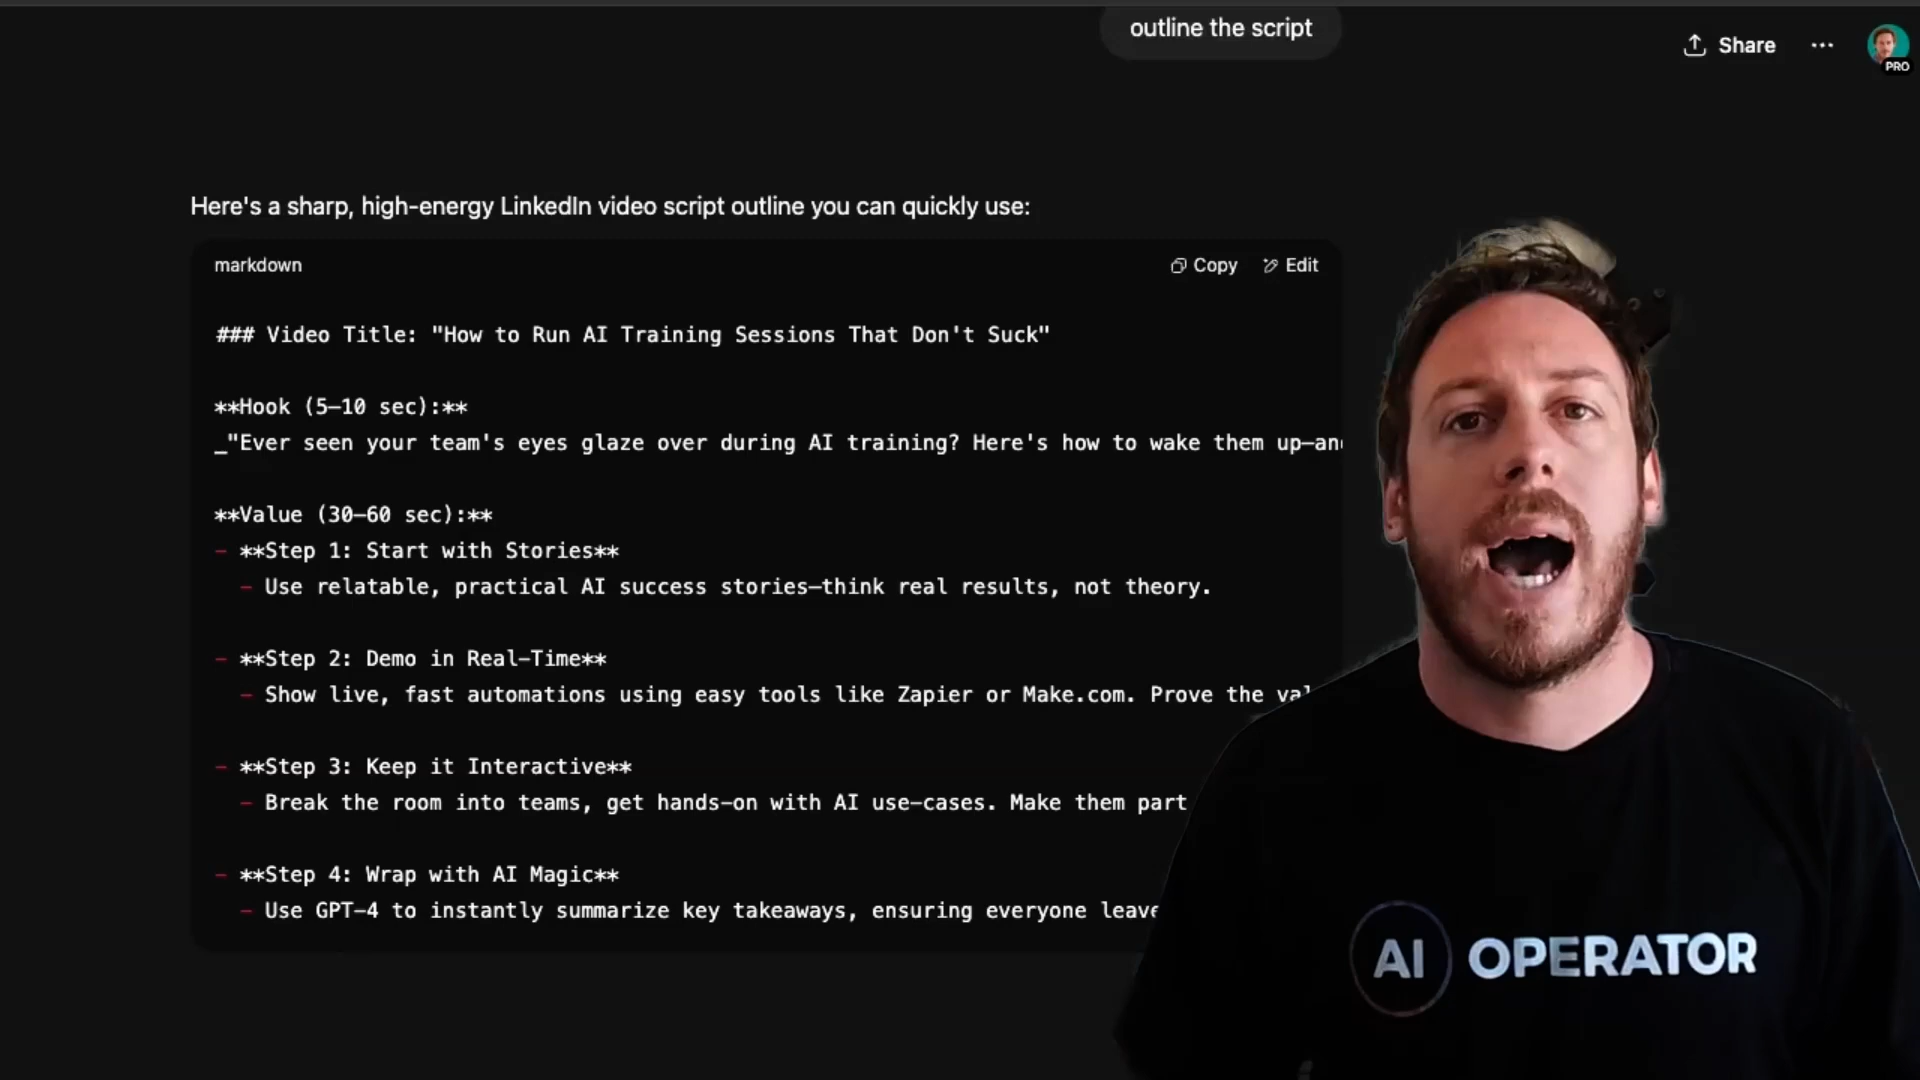 outline the script
Share
PRO
Here's a sharp, high-energy LinkedIn video script outline you can quickly use:
markdown
Copy
Edit
### Video Title: "How to Run AI Training Sessions That Don't Suck"
**Hook (5–10 sec):**
_"Ever seen your team's eyes glaze over during AI training? Here's how to wake them up—
**Value (30–60 sec):**
- **Step 1: Start with Stories**
- Use relatable, practical AI success stories—think real results, not theory.
- **Step 2: Demo in Real-Time**
- Show live, fast automations using easy tools like Zapier or Make.com. Prove the
- **Step 3: Keep it Interactive**
- Break the room into teams, get hands-on with AI use-cases. Make them part
- **Step 4: Wrap with AI Magic**
- Use GPT-4 to instantly summarize key takeaways, ensuring everyone
AI OPERATOR